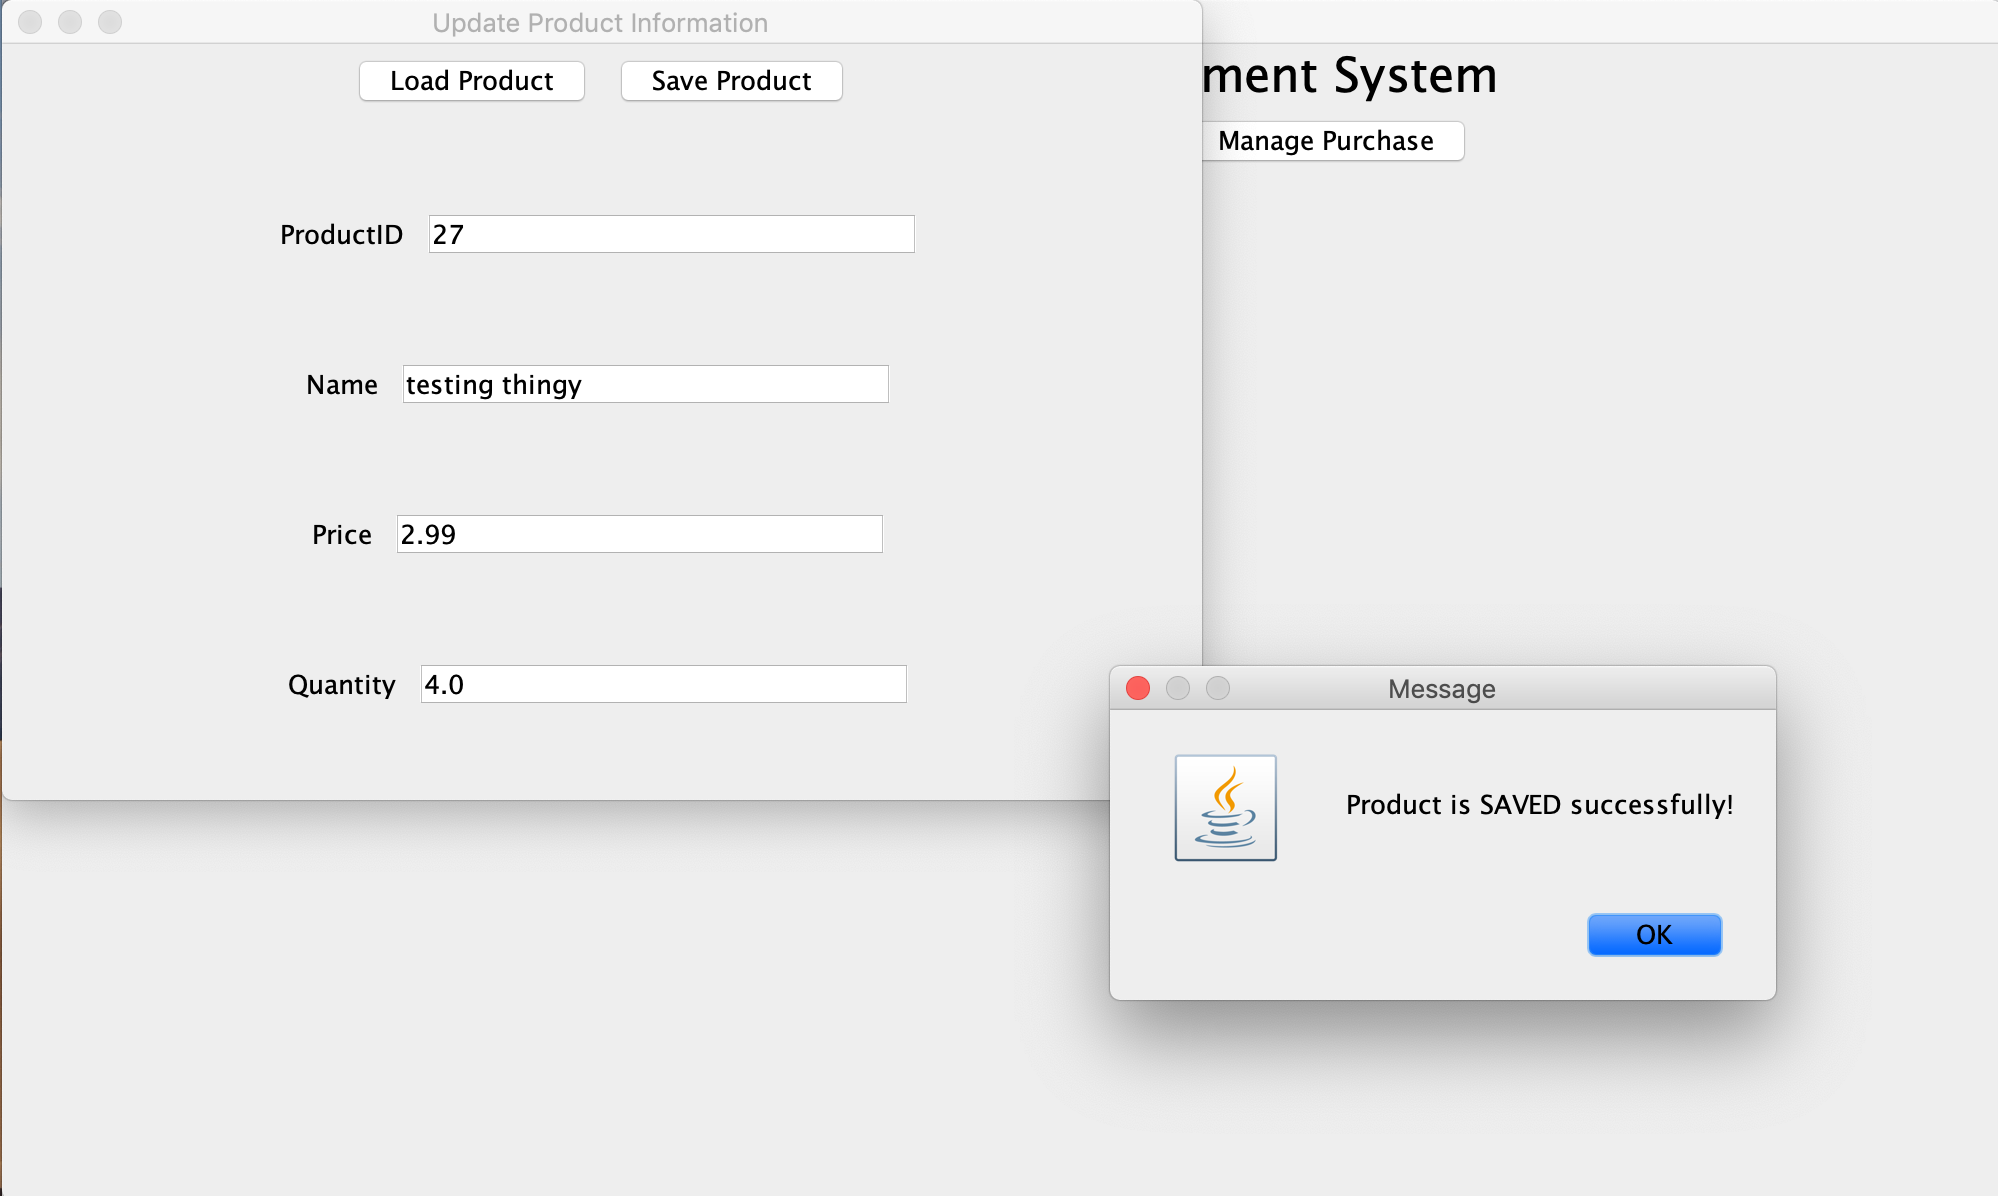 Update Product Information
Load Product Save Product
ment System
Manage Purchase
ProductID 27
Name testing thingy
Price 2.99
Quantity 4.0
Message
Product is SAVED successfully!
OK